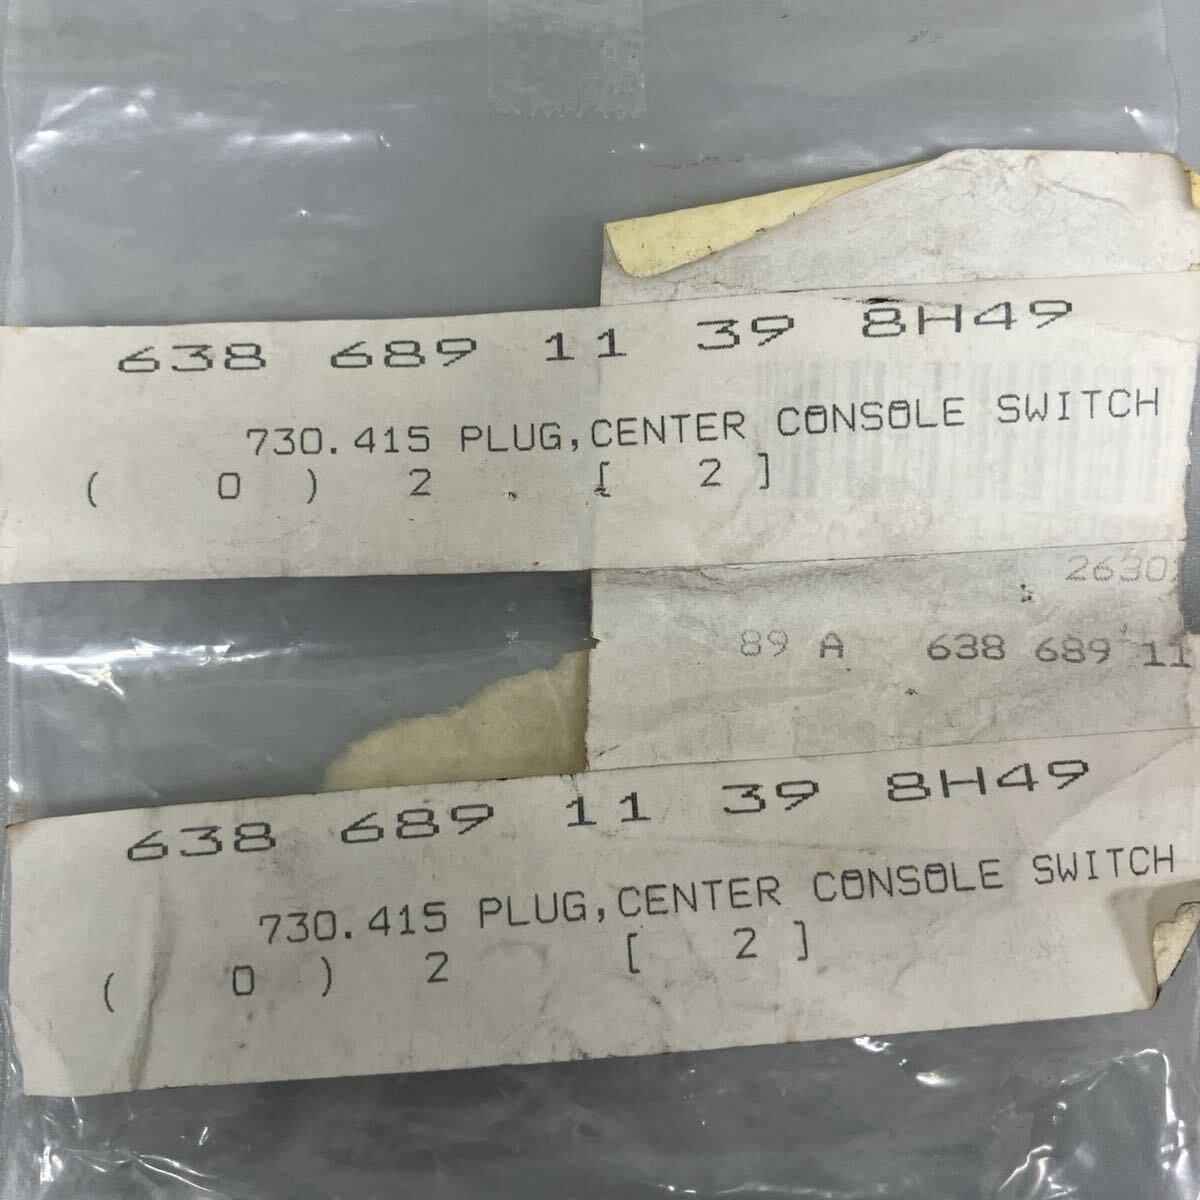 638 689 11 39 8H49
730.415 PLUG,CENTER CONSOLE SWITCH
( 0 ) 2 [ 2 ]
2630
89 A 638 689 11
638 689 11 39 8H49
730.415 PLUG,CENTER CONSOLE SWITCH
( 0 ) 2 [ 2 ]